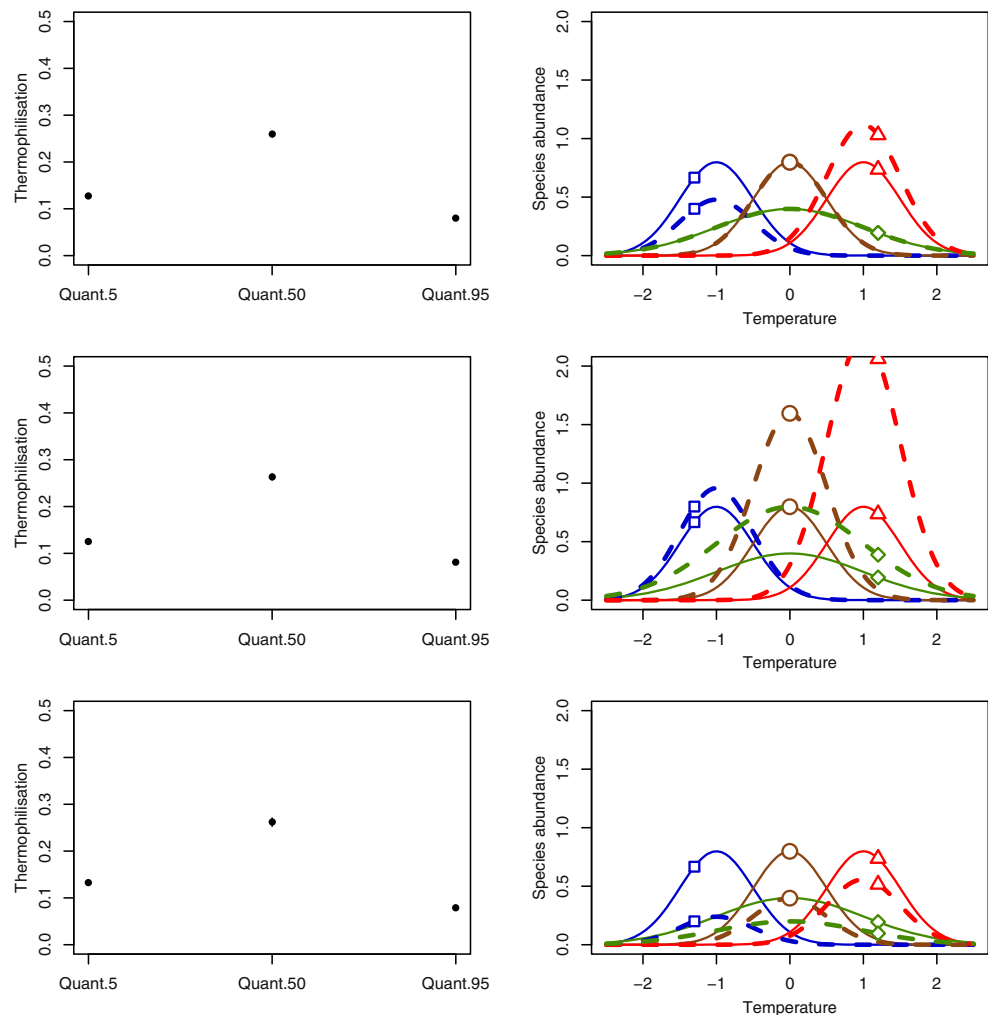 Thermophilisation
0.0 0.1 0.2 0.3 0.4 0.5
Quant.5 Quant.50 Quant.95
Species abundance
0.0 0.5 1.0 1.5 2.0
−2 −1 0 1 2
Temperature
Thermophilisation
0.0 0.1 0.2 0.3 0.4 0.5
Quant.5 Quant.50 Quant.95
Species abundance
0.0 0.5 1.0 1.5 2.0
−2 −1 0 1 2
Temperature
Thermophilisation
0.0 0.1 0.2 0.3 0.4 0.5
Quant.5 Quant.50 Quant.95
Species abundance
0.0 0.5 1.0 1.5 2.0
−2 −1 0 1 2
Temperature